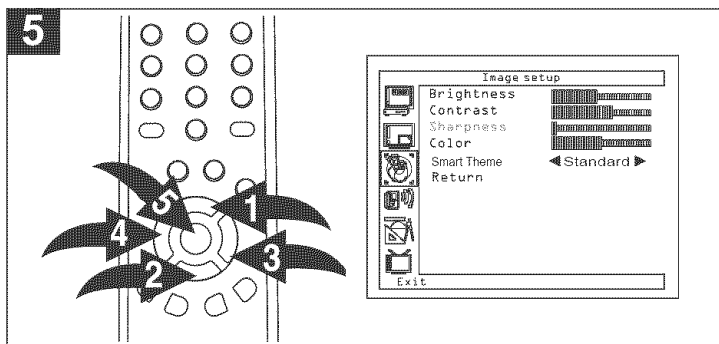 5
1
5
4
3
2
Image setup
Brightness
Contrast
Sharpness
Color
Smart Theme ◀Standard▶
Return
Exit